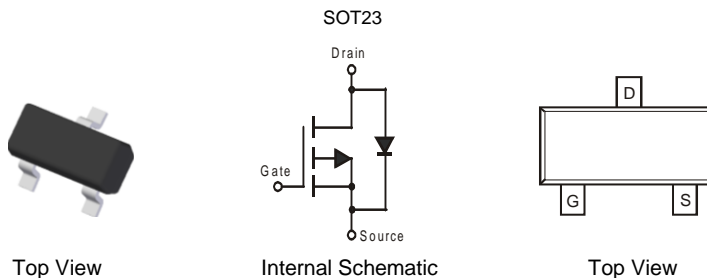 SOT23
Drain
D
Gate
G
S
Source
Top View
Internal Schematic
Top View